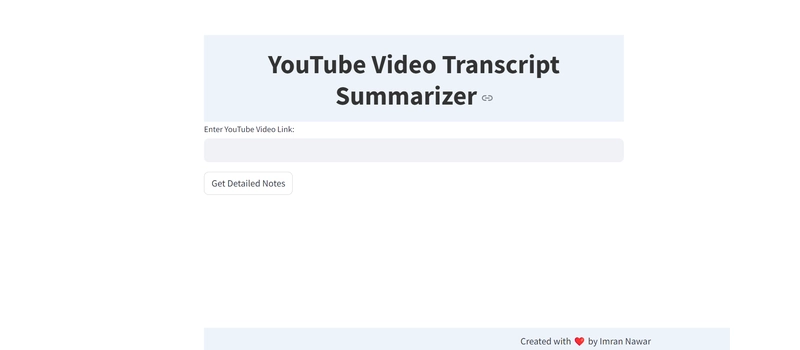 YouTube Video Transcript
Summarizer
Enter YouTube Video Link:
Get Detailed Notes
Created with ❤️ by Imran Nawar